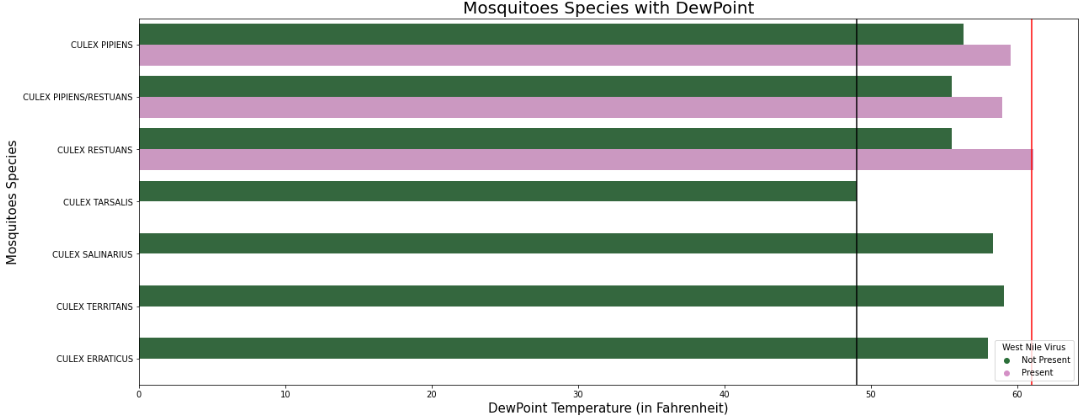 Mosquitoes Species with DewPoint
Mosquitoes Species
CULEX PIPIENS
CULEX PIPIENS/RESTUANS
CULEX RESTUANS
CULEX TARSALIS
CULEX SALINARIUS
CULEX TERRITANS
CULEX ERRATICUS
West Nile Virus
Not Present
Present
0 10 20 30 40 50 60
DewPoint Temperature (in Fahrenheit)